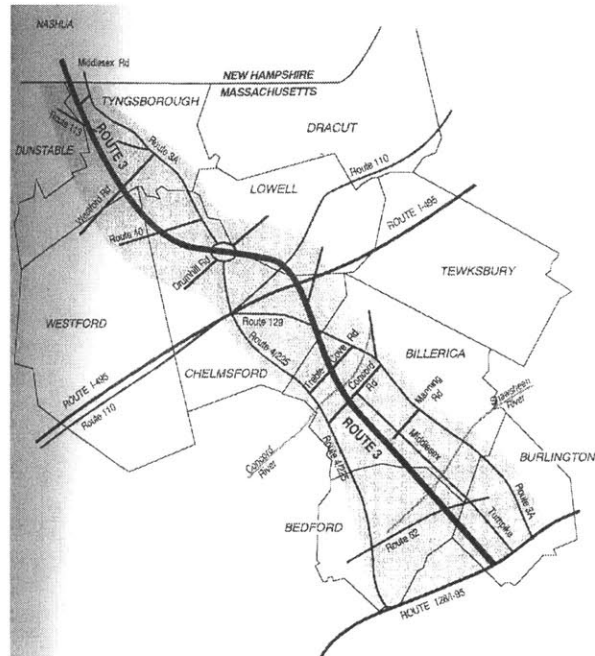 NASHUA
Middlesex Rd
NEW HAMPSHIRE
MASSACHUSETTS
TYNGSBOROUGH
DRACUT
Route 113
ROUTE 3
Route 3A
DUNSTABLE
Route 110
LOWELL
Westford Rd
ROUTE I-495
Route 40
Drumhill Rd
TEWKSBURY
WESTFORD
Route 129
Route 4/225
CHELMSFORD
Treble Cove Rd
Concord Rd
BILLERICA
ROUTE I-495
Route 110
Manning Rd
Shawsheen River
Middlesex
ROUTE 3
Concord River
Route 4/225
BURLINGTON
Route 3A
Turnpike
BEDFORD
Route 62
ROUTE 128/I-95